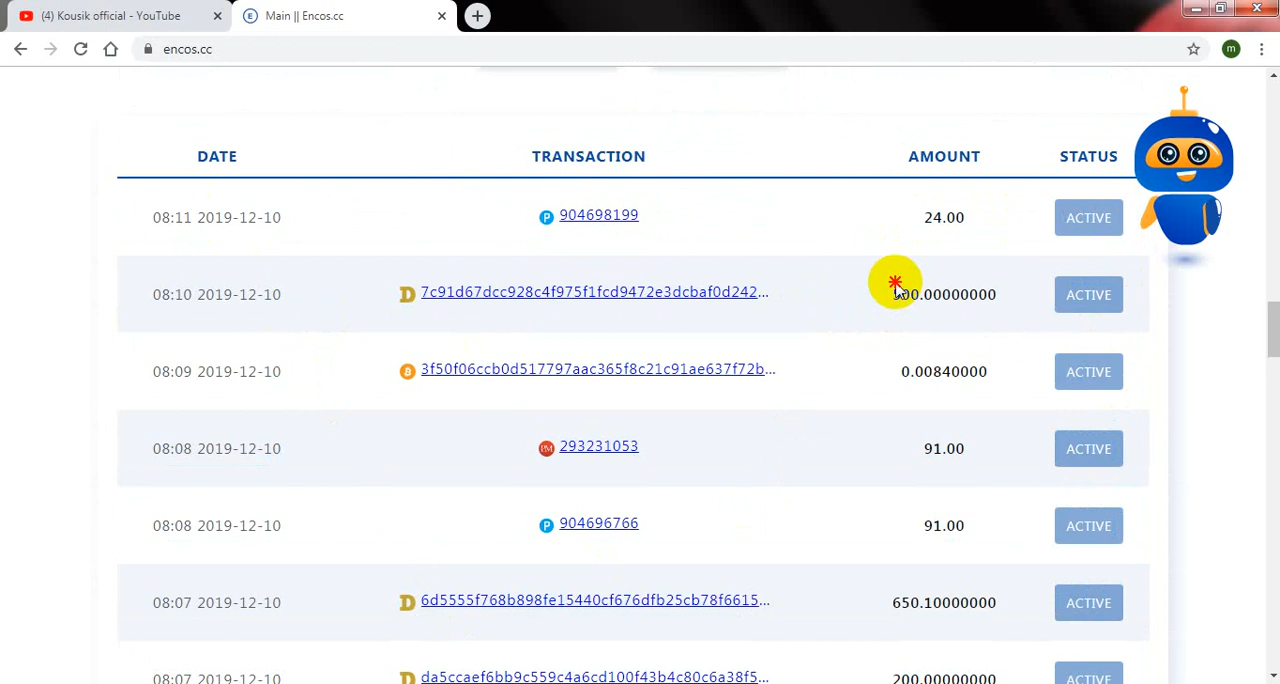 (4) Kousik official - YouTube
Main || Encos.cc
encos.cc
m
DATE TRANSACTION AMOUNT STATUS
08:11 2019-12-10 904698199 24.00 ACTIVE
08:10 2019-12-10 7c91d67dcc928c4f975f1fcd9472e3dcbaf0d242... 00.00000000 ACTIVE
08:09 2019-12-10 3f50f06ccb0d517797aac365f8c21c91ae637f72b... 0.00840000 ACTIVE
08:08 2019-12-10 293231053 91.00 ACTIVE
08:08 2019-12-10 904696766 91.00 ACTIVE
08:07 2019-12-10 6d5555f768b898fe15440cf676dfb25cb78f6615... 650.10000000 ACTIVE
08:07 2019-12-10 da5ccaef6bb9c559c4a6cd100f43b4c80c6a38f5... 200.00000000 ACTIVE